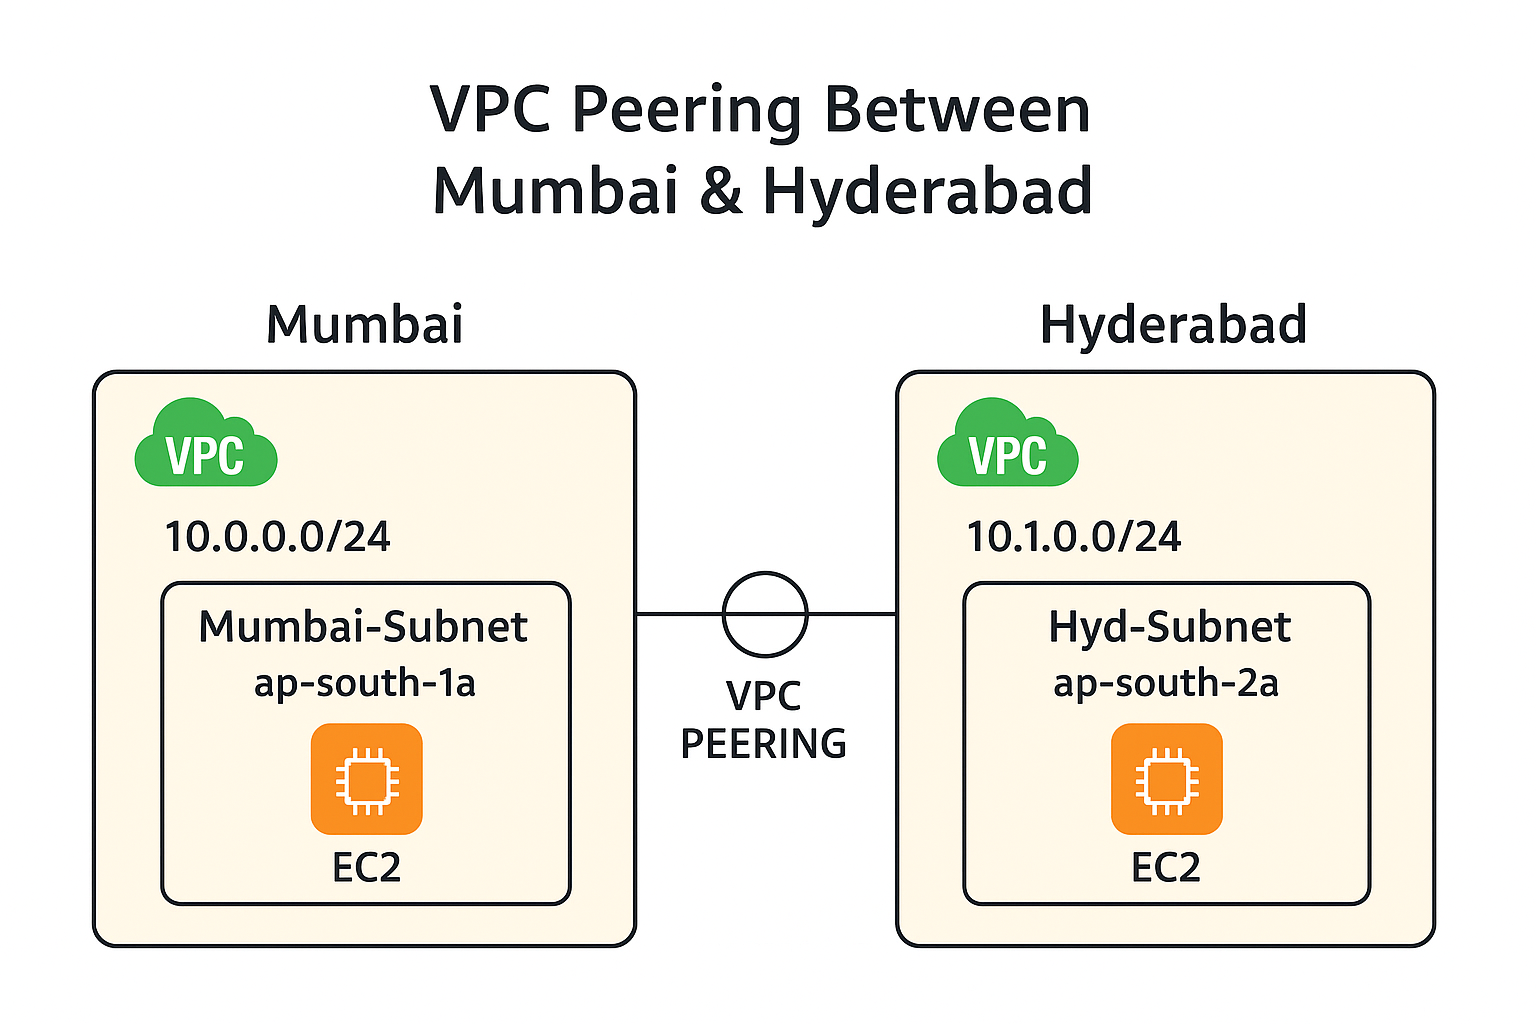 VPC Peering Between
Mumbai & Hyderabad
Mumbai
VPC
10.0.0.0/24
Mumbai-Subnet
ap-south-1a
EC2
VPC
PEERING
Hyderabad
VPC
10.1.0.0/24
Hyd-Subnet
ap-south-2a
EC2